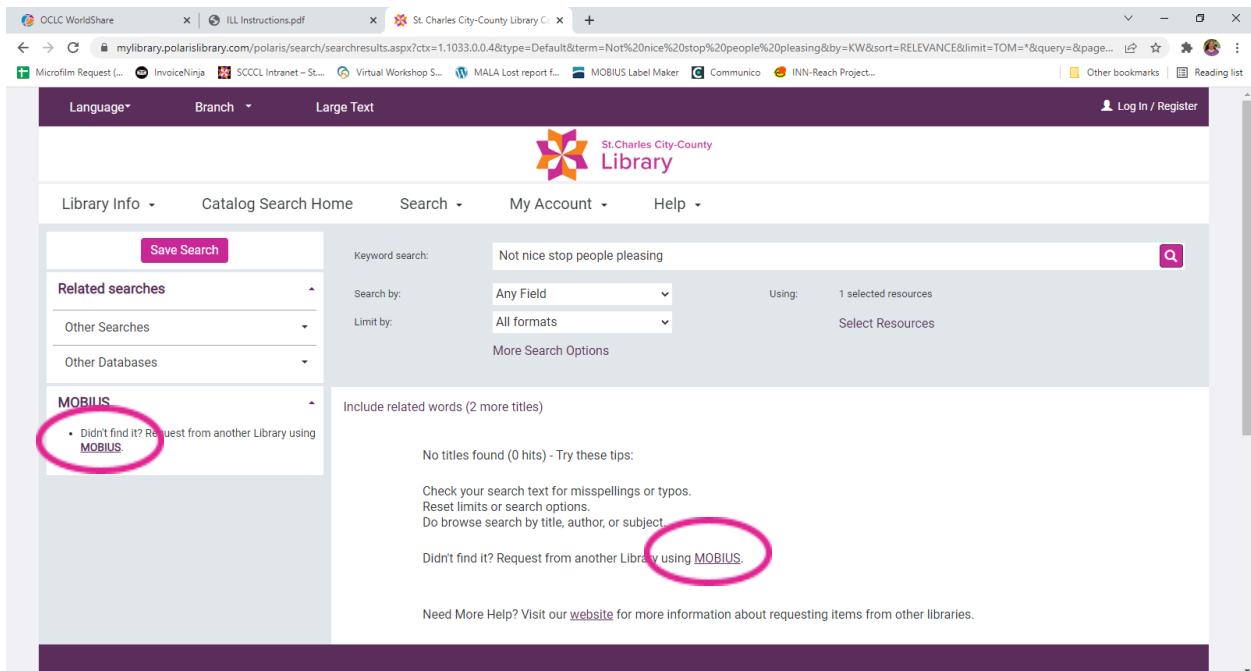 OCLC WorldShare
ILL Instructions.pdf
St. Charles City-County Library C
mylibrary.polarislibrary.com/polaris/search/searchresults.aspx?ctx=1.1033.0.0.4&type=Default&term=Not%20nice%20stop%20people%20pleasing&by=KW&sort=RELEVANCE&limit=TOM=*&query=&page...
Microfilm Request (... InvoiceNinja SCCCL Intranet – St.... Virtual Workshop S... MALA Lost report f... MOBIUS Label Maker Communico INN-Reach Project... Other bookmarks Reading list
Language Branch Large Text Log In / Register
St.Charles City-County
Library
Library Info Catalog Search Home Search My Account Help
Save Search
Related searches
Other Searches
Other Databases
MOBIUS
• Didn't find it? Request from another Library using
MOBIUS.
Keyword search: Not nice stop people pleasing
Search by: Any Field Using: 1 selected resources
Limit by: All formats Select Resources
More Search Options
Include related words (2 more titles)
No titles found (0 hits) - Try these tips:
Check your search text for misspellings or typos.
Reset limits or search options.
Do browse search by title, author, or subject.
Didn't find it? Request from another Library using MOBIUS.
Need More Help? Visit our website for more information about requesting items from other libraries.